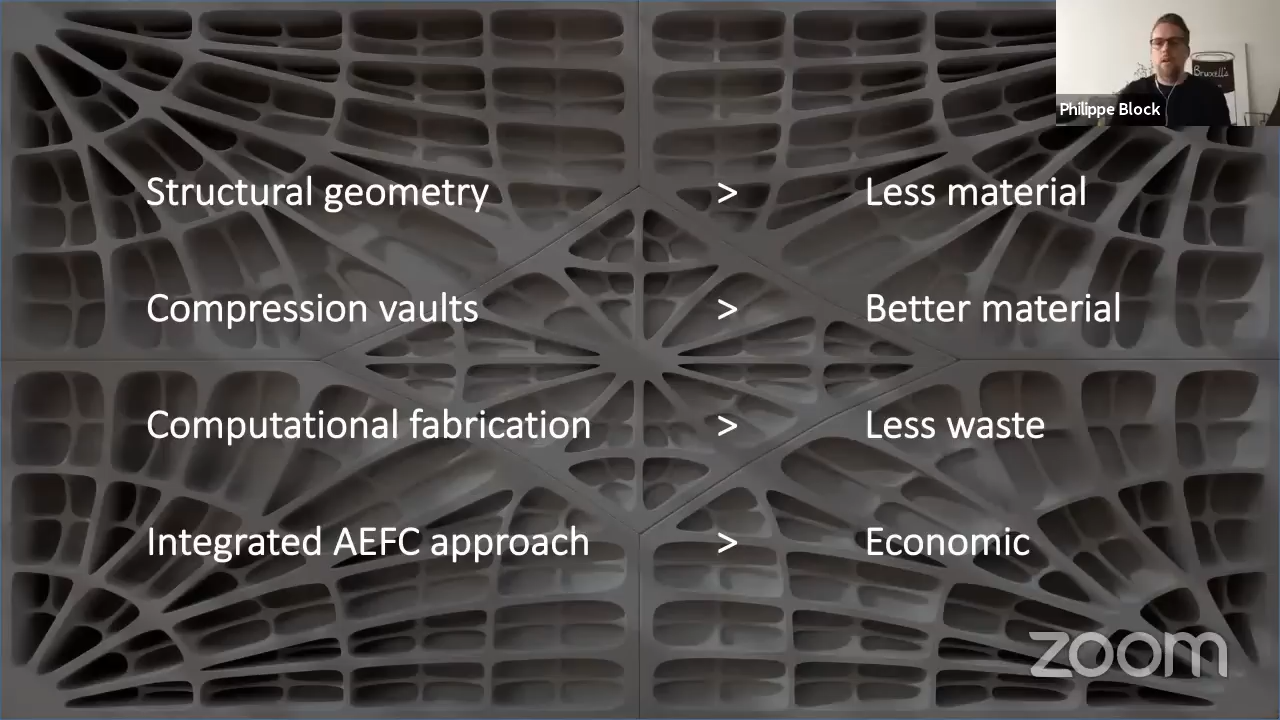 Bruxell's
Philippe Block
Structural geometry > Less material
Compression vaults > Better material
Computational fabrication > Less waste
Integrated AEFC approach > Economic
zoom